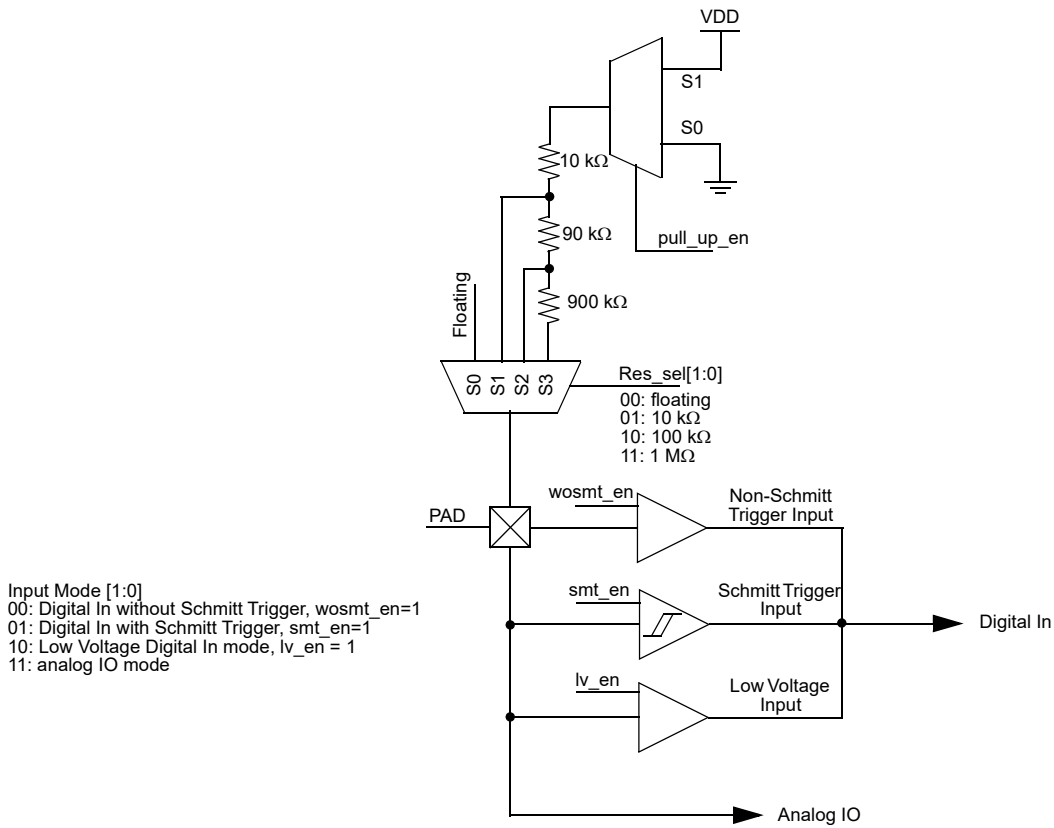 VDD
S1
S0
10 kΩ
pull_up_en
90 kΩ
900 kΩ
Floating
S0
S1
S2
S3
Res_sel[1:0]
00: floating
01: 10 kΩ
10: 100 kΩ
11: 1 MΩ
PAD
wosmt_en
Non-Schmitt
Trigger Input
smt_en
Schmitt Trigger
Input
Digital In
lv_en
Low Voltage
Input
Analog IO
Input Mode [1:0]
00: Digital In without Schmitt Trigger, wosmt_en=1
01: Digital In with Schmitt Trigger, smt_en=1
10: Low Voltage Digital In mode, lv_en = 1
11: analog IO mode